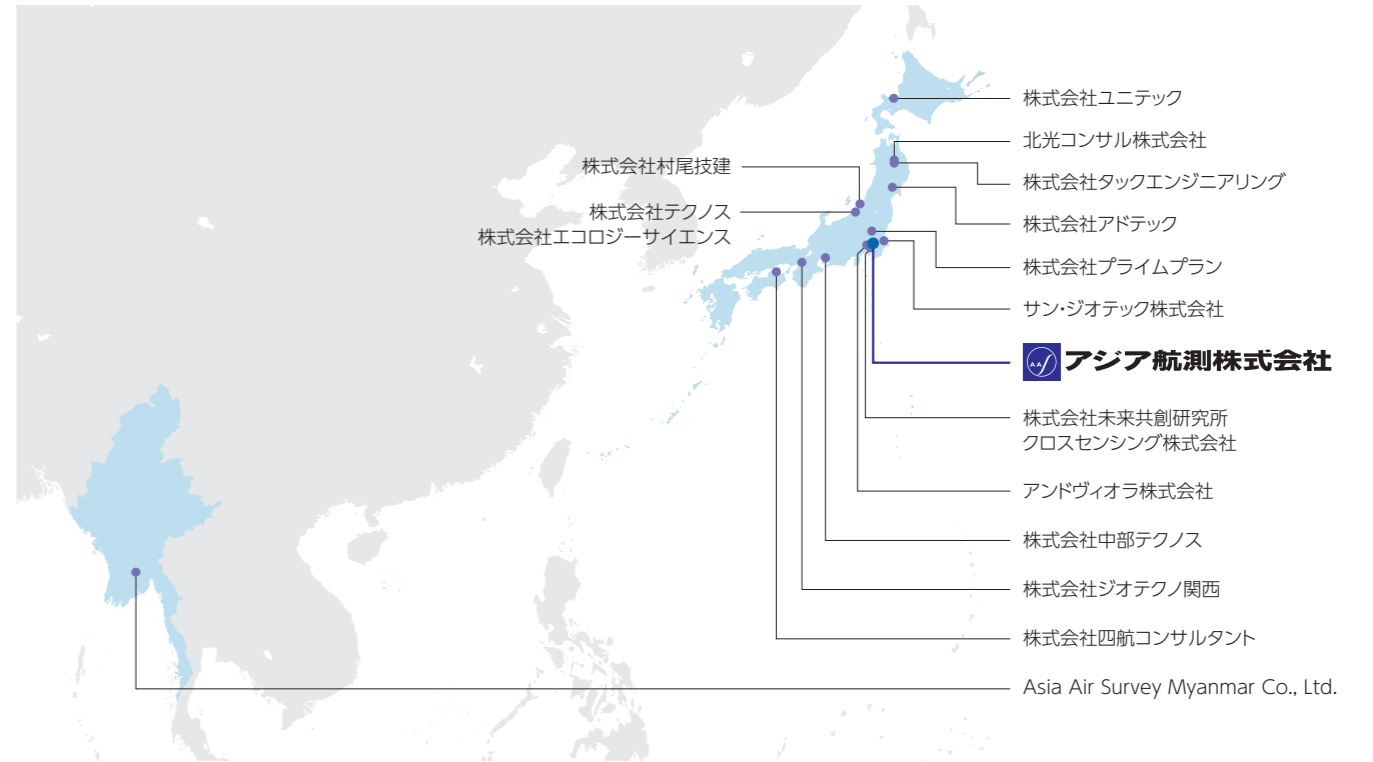 株式会社ユニテック
北光コンサル株式会社
株式会社村尾技建
株式会社タックエンジニアリング
株式会社テクノス
株式会社エコロジーサイエンス
株式会社アドテック
株式会社プライムプラン
サン・ジオテック株式会社
AAS アジア航測株式会社
株式会社未来共創研究所
クロスセンシング株式会社
アンドヴィオラ株式会社
株式会社中部テクノス
株式会社ジオテクノ関西
株式会社四航コンサルタント
Asia Air Survey Myanmar Co., Ltd.